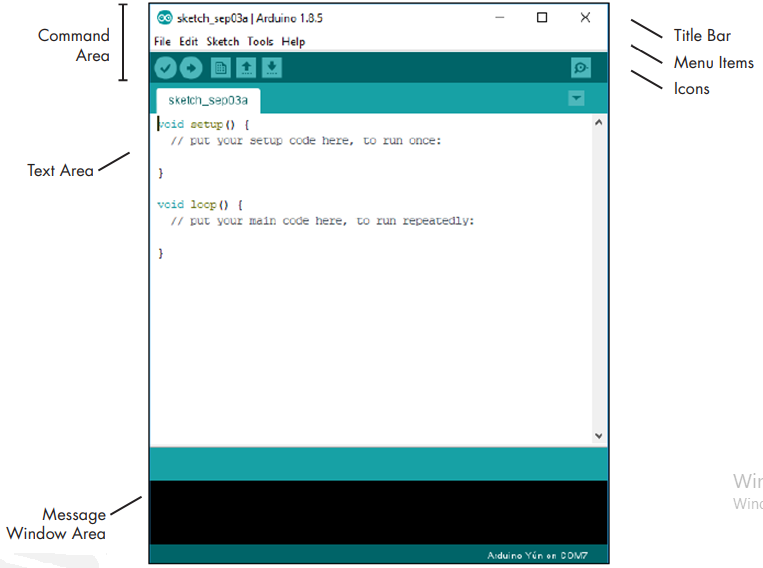 Command
Area
sketch_sep03a | Arduino 1.8.5
File Edit Sketch Tools Help
Title Bar
Menu Items
Icons
sketch_sep03a
void setup() {
// put your setup code here, to run once:
}
void loop() {
// put your main code here, to run repeatedly:
}
Text Area
Message
Window Area
Arduino Yún on COM7